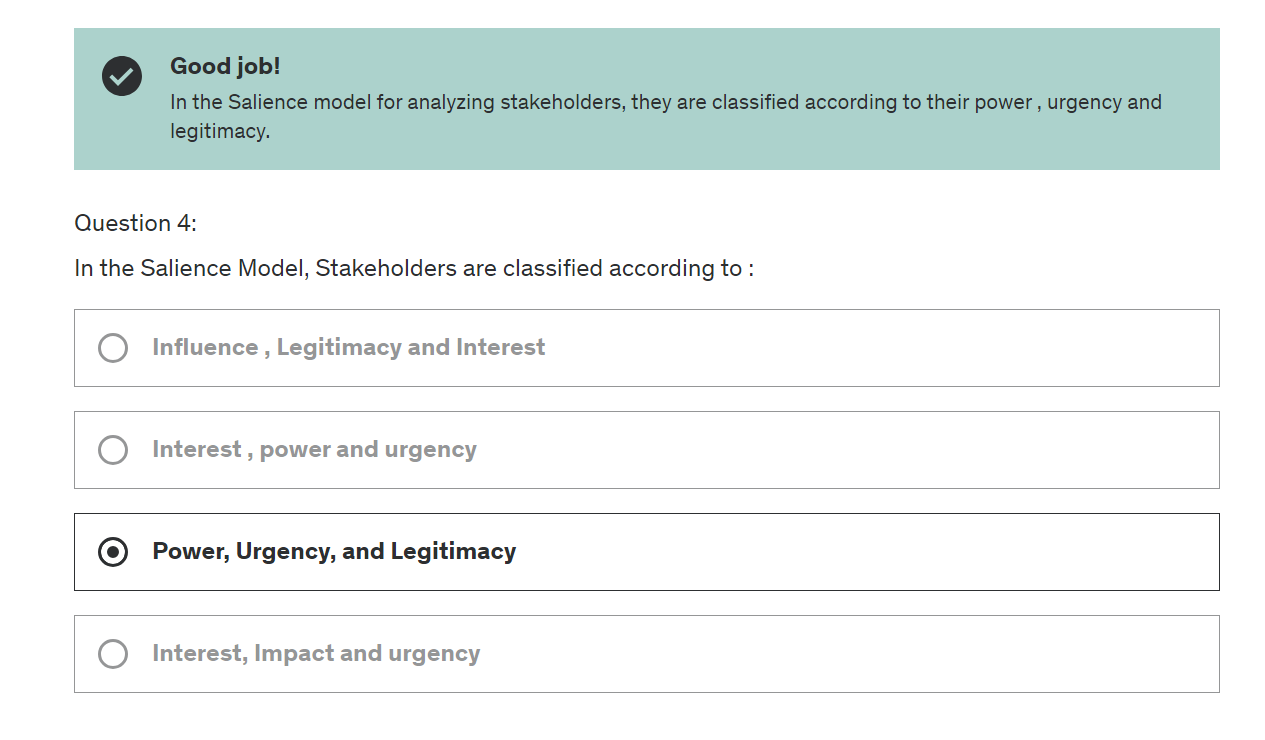 Good job!
In the Salience model for analyzing stakeholders, they are classified according to their power , urgency and
legitimacy.
Question 4:
In the Salience Model, Stakeholders are classified according to :
Influence , Legitimacy and Interest
Interest , power and urgency
Power, Urgency, and Legitimacy
Interest, Impact and urgency